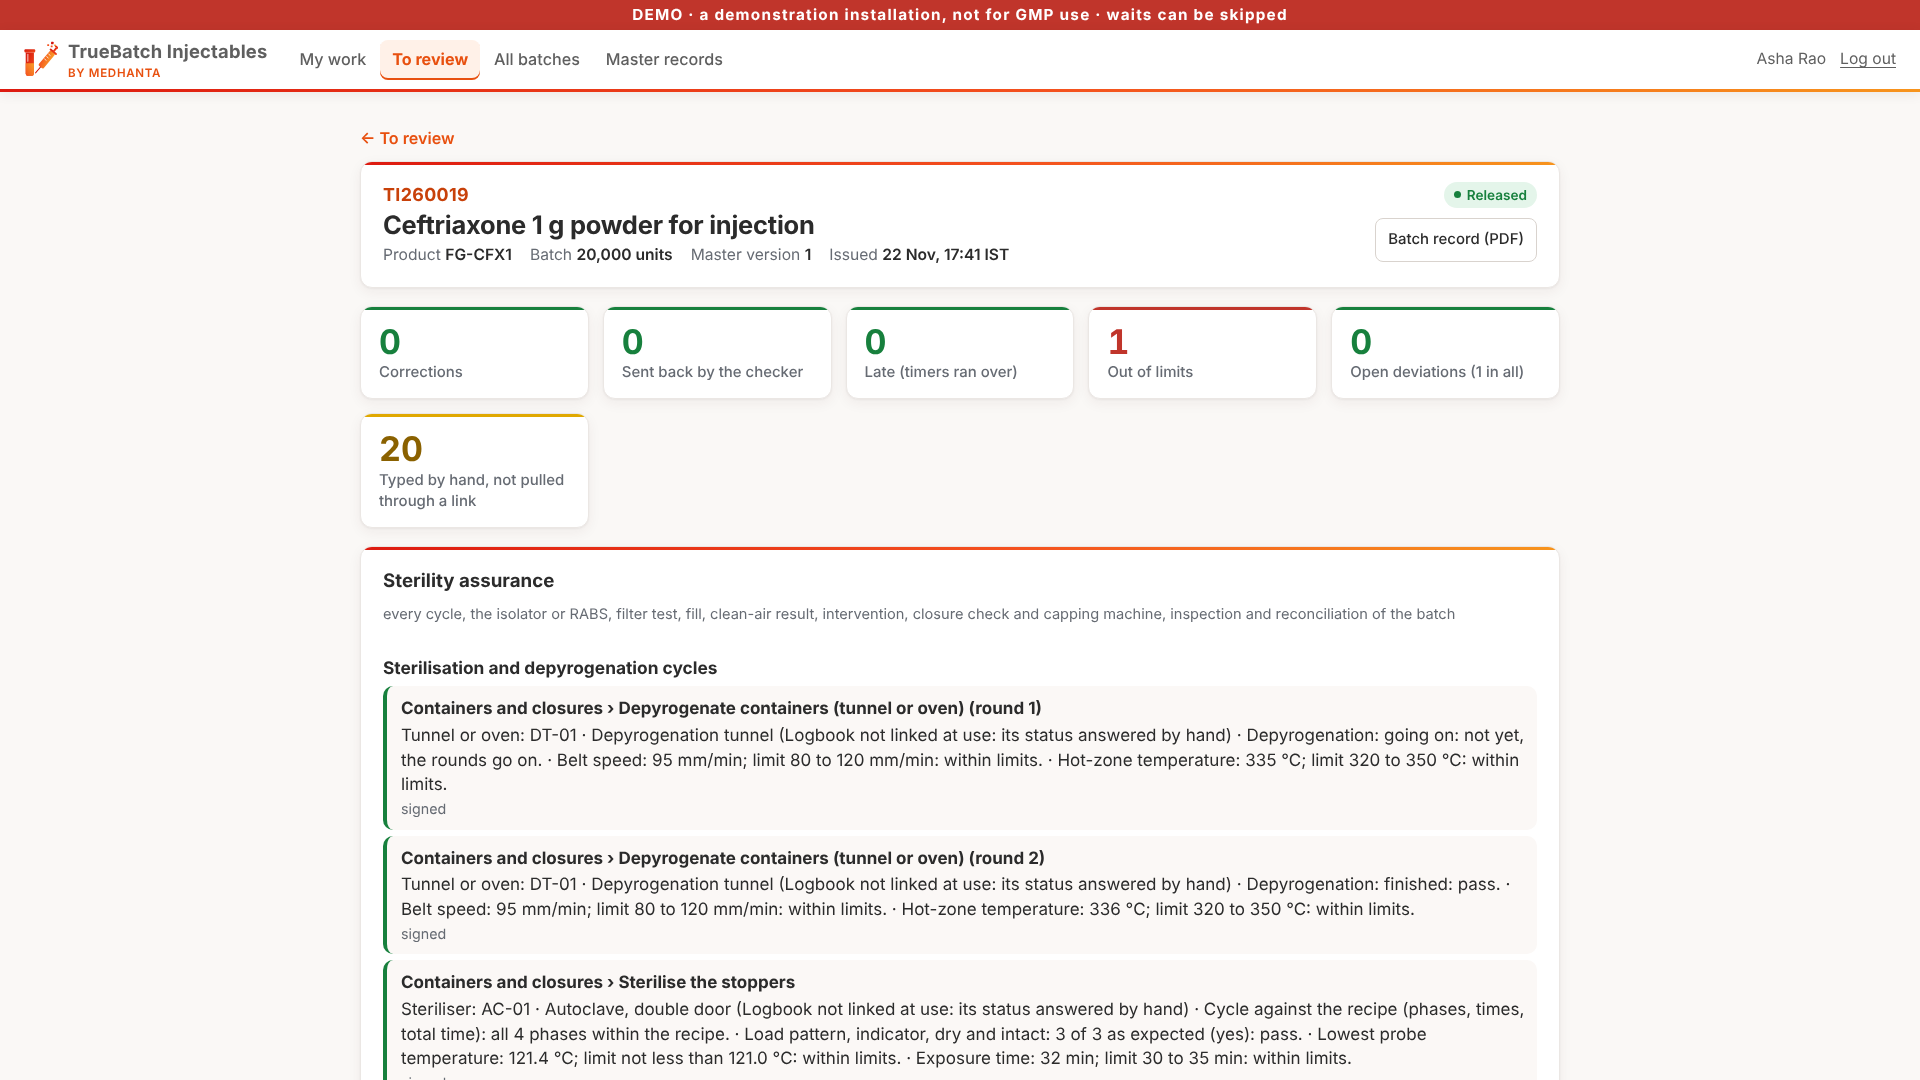 DEMO · a demonstration installation, not for GMP use · waits can be skipped
TrueBatch Injectables
BY MEDHANTA
My work
To review
All batches
Master records
Asha Rao
Log out
← To review
TI260019
Released
Ceftriaxone 1 g powder for injection
Batch record (PDF)
Product FG-CFX1 Batch 20,000 units Master version 1 Issued 22 Nov, 17:41 IST
0
Corrections
0
Sent back by the checker
0
Late (timers ran over)
1
Out of limits
0
Open deviations (1 in all)
20
Typed by hand, not pulled
through a link
Sterility assurance
every cycle, the isolator or RABS, filter test, fill, clean-air result, intervention, closure check and capping machine, inspection and reconciliation of the batch
Sterilisation and depyrogenation cycles
Containers and closures › Depyrogenate containers (tunnel or oven) (round 1)
Tunnel or oven: DT-01 · Depyrogenation tunnel (Logbook not linked at use: its status answered by hand) · Depyrogenation: going on: not yet,
the rounds go on. · Belt speed: 95 mm/min; limit 80 to 120 mm/min: within limits. · Hot-zone temperature: 335 °C; limit 320 to 350 °C: within
limits.
signed
Containers and closures › Depyrogenate containers (tunnel or oven) (round 2)
Tunnel or oven: DT-01 · Depyrogenation tunnel (Logbook not linked at use: its status answered by hand) · Depyrogenation: finished: pass. ·
Belt speed: 95 mm/min; limit 80 to 120 mm/min: within limits. · Hot-zone temperature: 336 °C; limit 320 to 350 °C: within limits.
signed
Containers and closures › Sterilise the stoppers
Steriliser: AC-01 · Autoclave, double door (Logbook not linked at use: its status answered by hand) · Cycle against the recipe (phases, times,
total time): all 4 phases within the recipe. · Load pattern, indicator, dry and intact: 3 of 3 as expected (yes): pass. · Lowest probe
temperature: 121.4 °C; limit not less than 121.0 °C: within limits. · Exposure time: 32 min; limit 30 to 35 min: within limits.